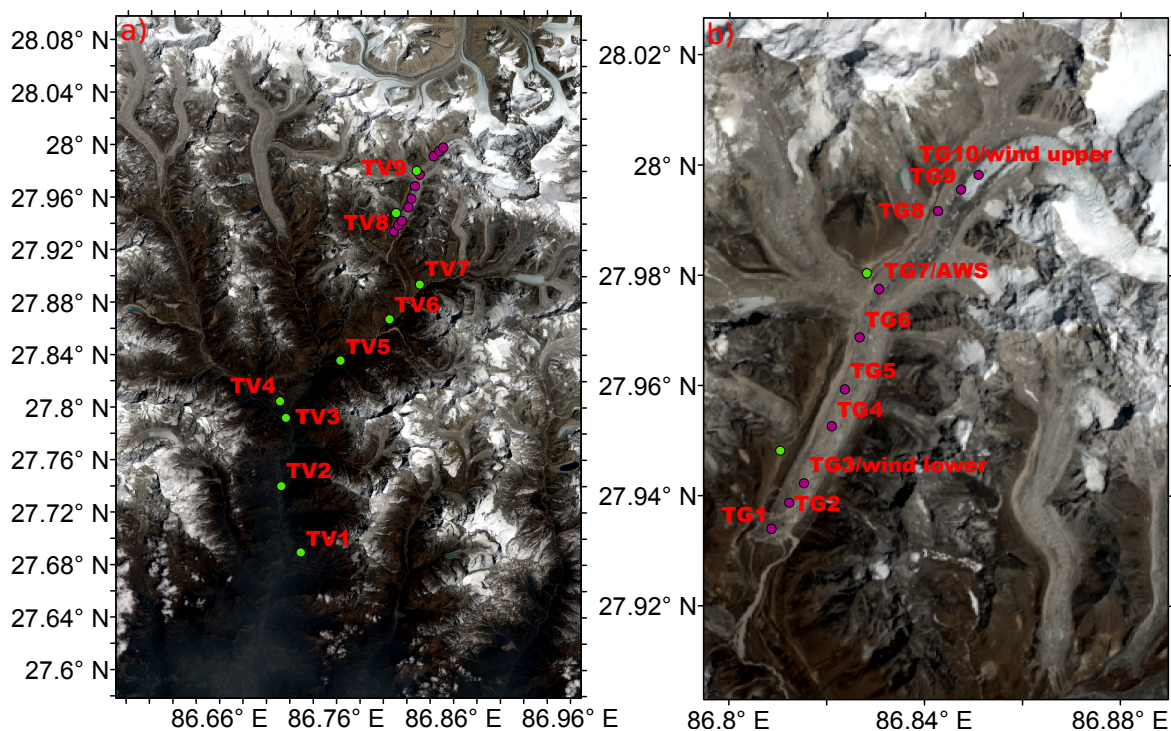 a)
28.08° N
28.04° N
28° N
27.96° N
27.92° N
27.88° N
27.84° N
27.8° N
27.76° N
27.72° N
27.68° N
27.64° N
27.6° N
TV9
TV8
TV7
TV6
TV5
TV4
TV3
TV2
TV1
86.66° E 86.76° E 86.86° E 86.96° E
b)
28.02° N
28° N
27.98° N
27.96° N
27.94° N
27.92° N
TG10/wind upper
TG9
TG8
TG7/AWS
TG6
TG5
TG4
TG3/wind lower
TG2
TG1
86.8° E 86.84° E 86.88° E